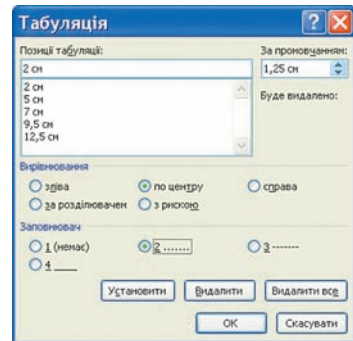 Табуляція
Позиції табуляції:
За промовчанням:
2 см
1,25 см
2 см
5 см
7 см
9,5 см
12,5 см
Буде видалено:
Вирівнювання
зліва
по центру
справа
за розділювачем
з рискою
Заповнювач
1 (немає)
2 .......
3 -------
4 ____
Установити
Видалити
Видалити все
ОК
Скасувати